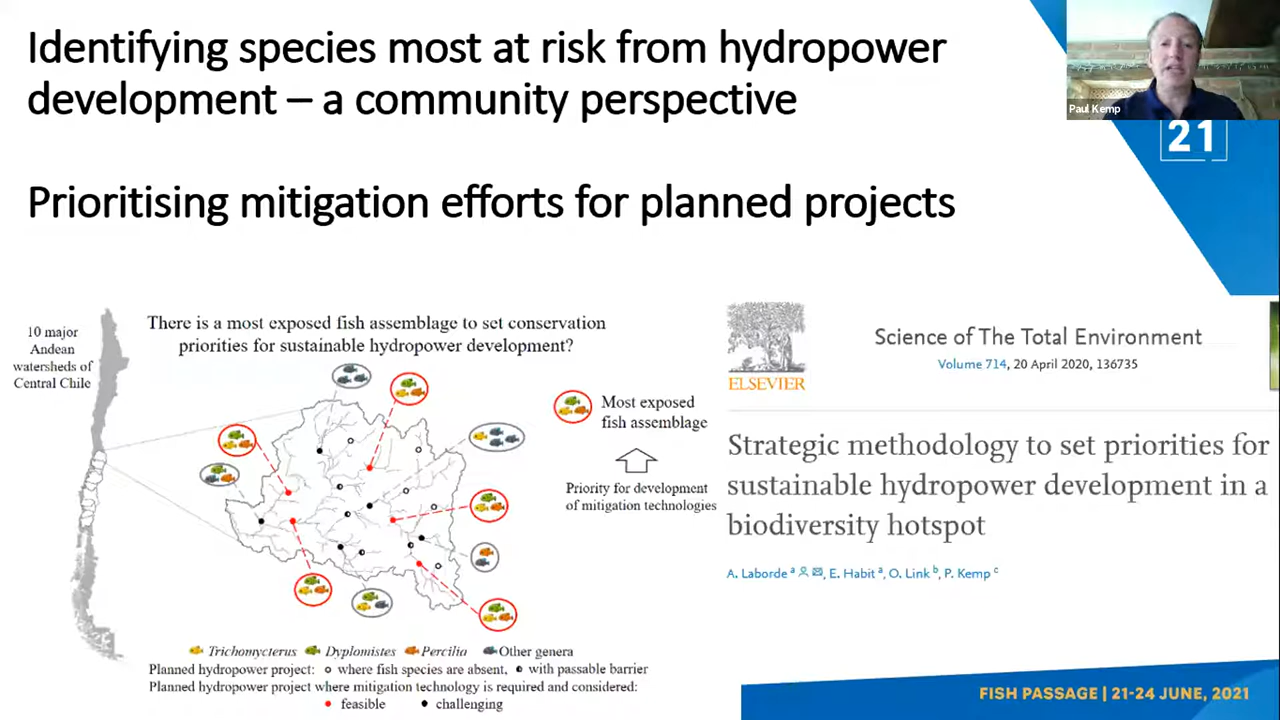 Identifying species most at risk from hydropower
development – a community perspective
Prioritising mitigation efforts for planned projects
Paul Kemp
21
10 major
Andean
watersheds of
Central Chile
There is a most exposed fish assemblage to set conservation
priorities for sustainable hydropower development?
Most exposed
fish assemblage
Priority for development
of mitigation technologies
Trichomycterus Dyplomistes Percilia Other genera
Planned hydropower project: where fish species are absent, with passable barrier
Planned hydropower project where mitigation technology is required and considered:
feasible challenging
ELSEVIER
Science of The Total Environment
Volume 714, 20 April 2020, 136735
Strategic methodology to set priorities for
sustainable hydropower development in a
biodiversity hotspot
A. Laborde a, E. Habit a, O. Link b, P. Kemp c
FISH PASSAGE | 21-24 JUNE, 2021